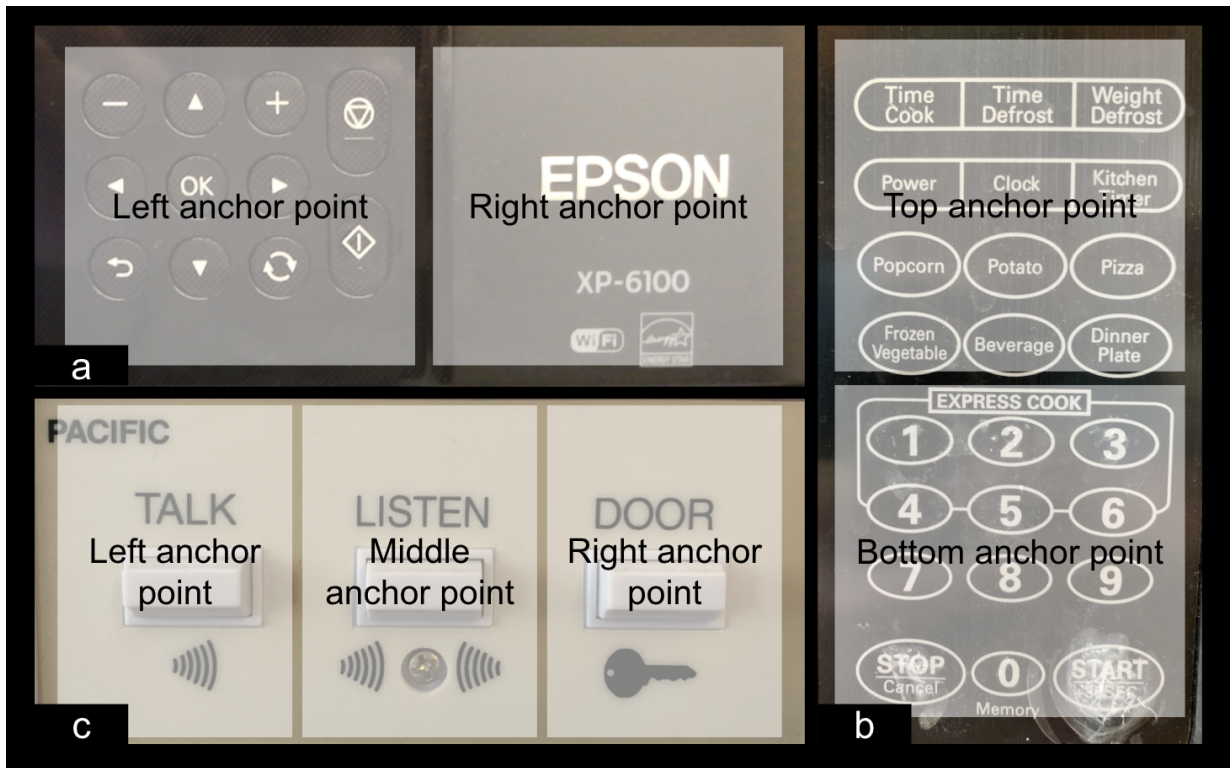 −
+
OK
Left anchor point
EPSON
Right anchor point
XP-6100
WiFi
ENERGY STAR
a
Time Cook
Time Defrost
Weight Defrost
Power
Clock
Kitchen Timer
Top anchor point
Popcorn
Potato
Pizza
Frozen Vegetable
Beverage
Dinner Plate
EXPRESS COOK
1 2 3
4 5 6
Bottom anchor point
7 8 9
STOP
Cancel
0
Memory
START
b
PACIFIC
TALK
LISTEN
DOOR
Left anchor
point
Middle
anchor point
Right anchor
point
c